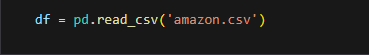 df = pd.read_csv('amazon.csv')